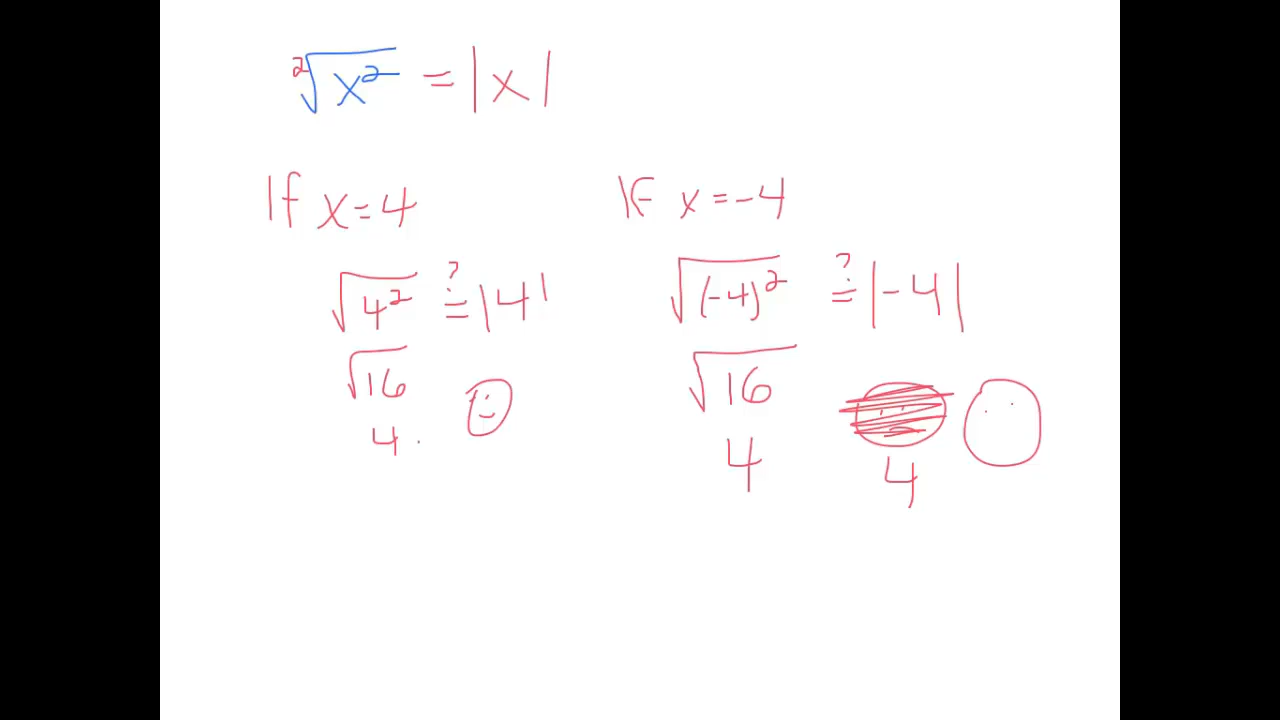 ²√x² = |x|
If x=4
√4² ≟ |4|
√16
4
If x=-4
√(-4)² ≟ |-4|
√16
4 4